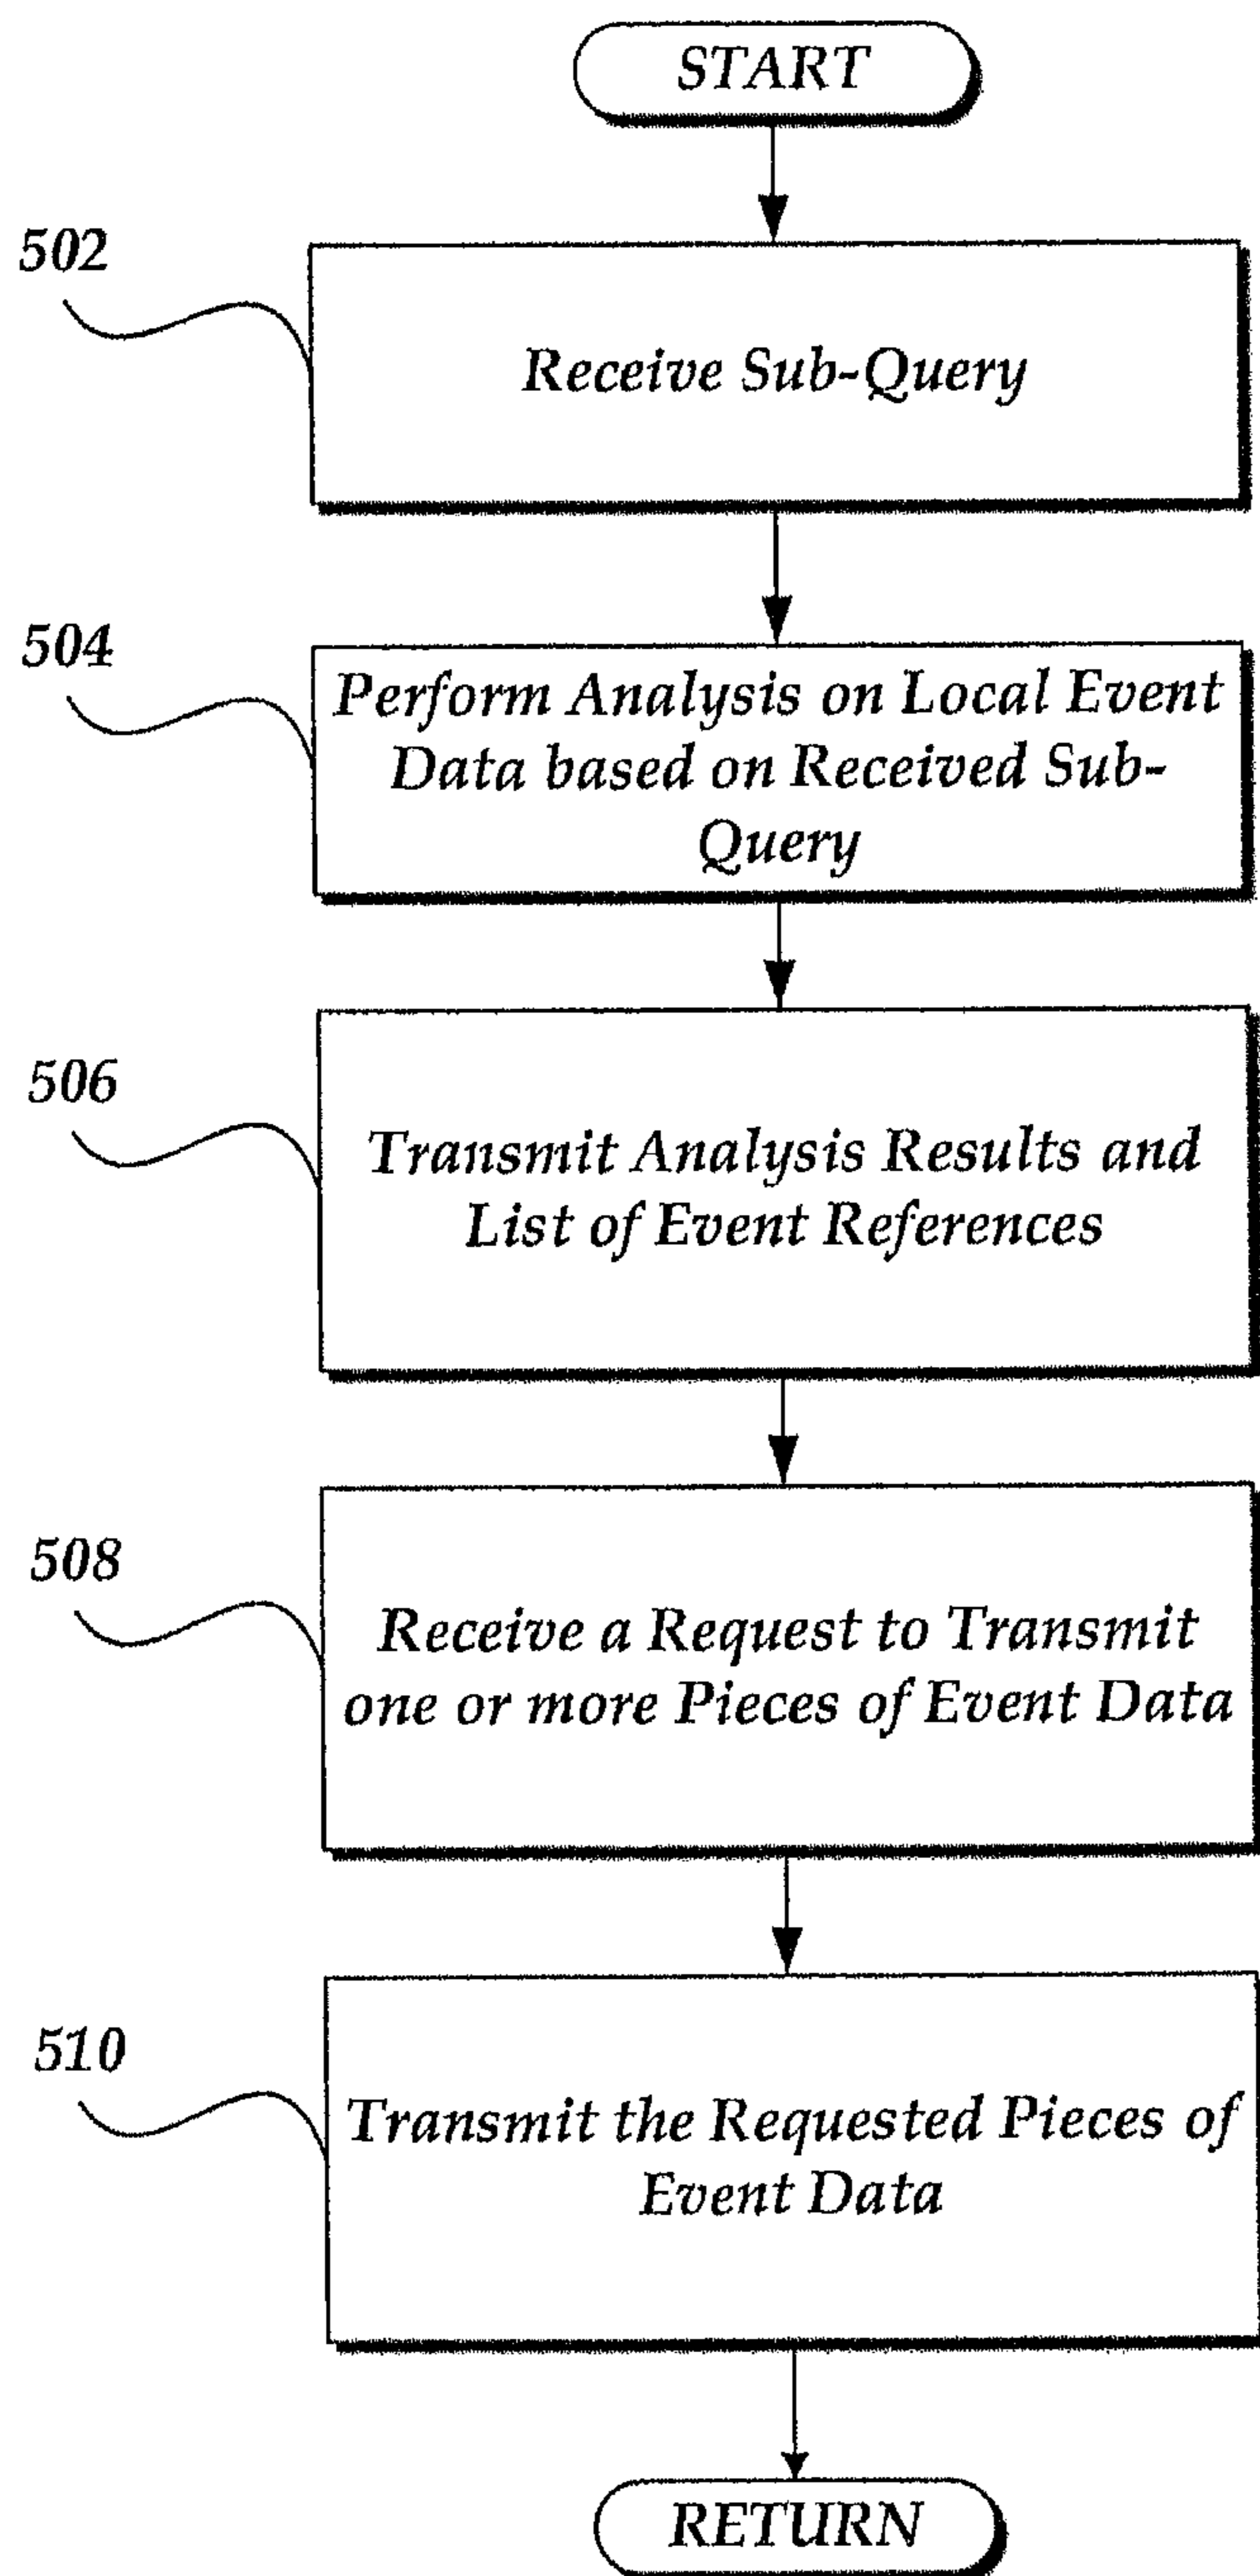 START
502
Receive Sub-Query
504
Perform Analysis on Local Event
Data based on Received Sub-
Query
506
Transmit Analysis Results and
List of Event References
508
Receive a Request to Transmit
one or more Pieces of Event Data
510
Transmit the Requested Pieces of
Event Data
RETURN